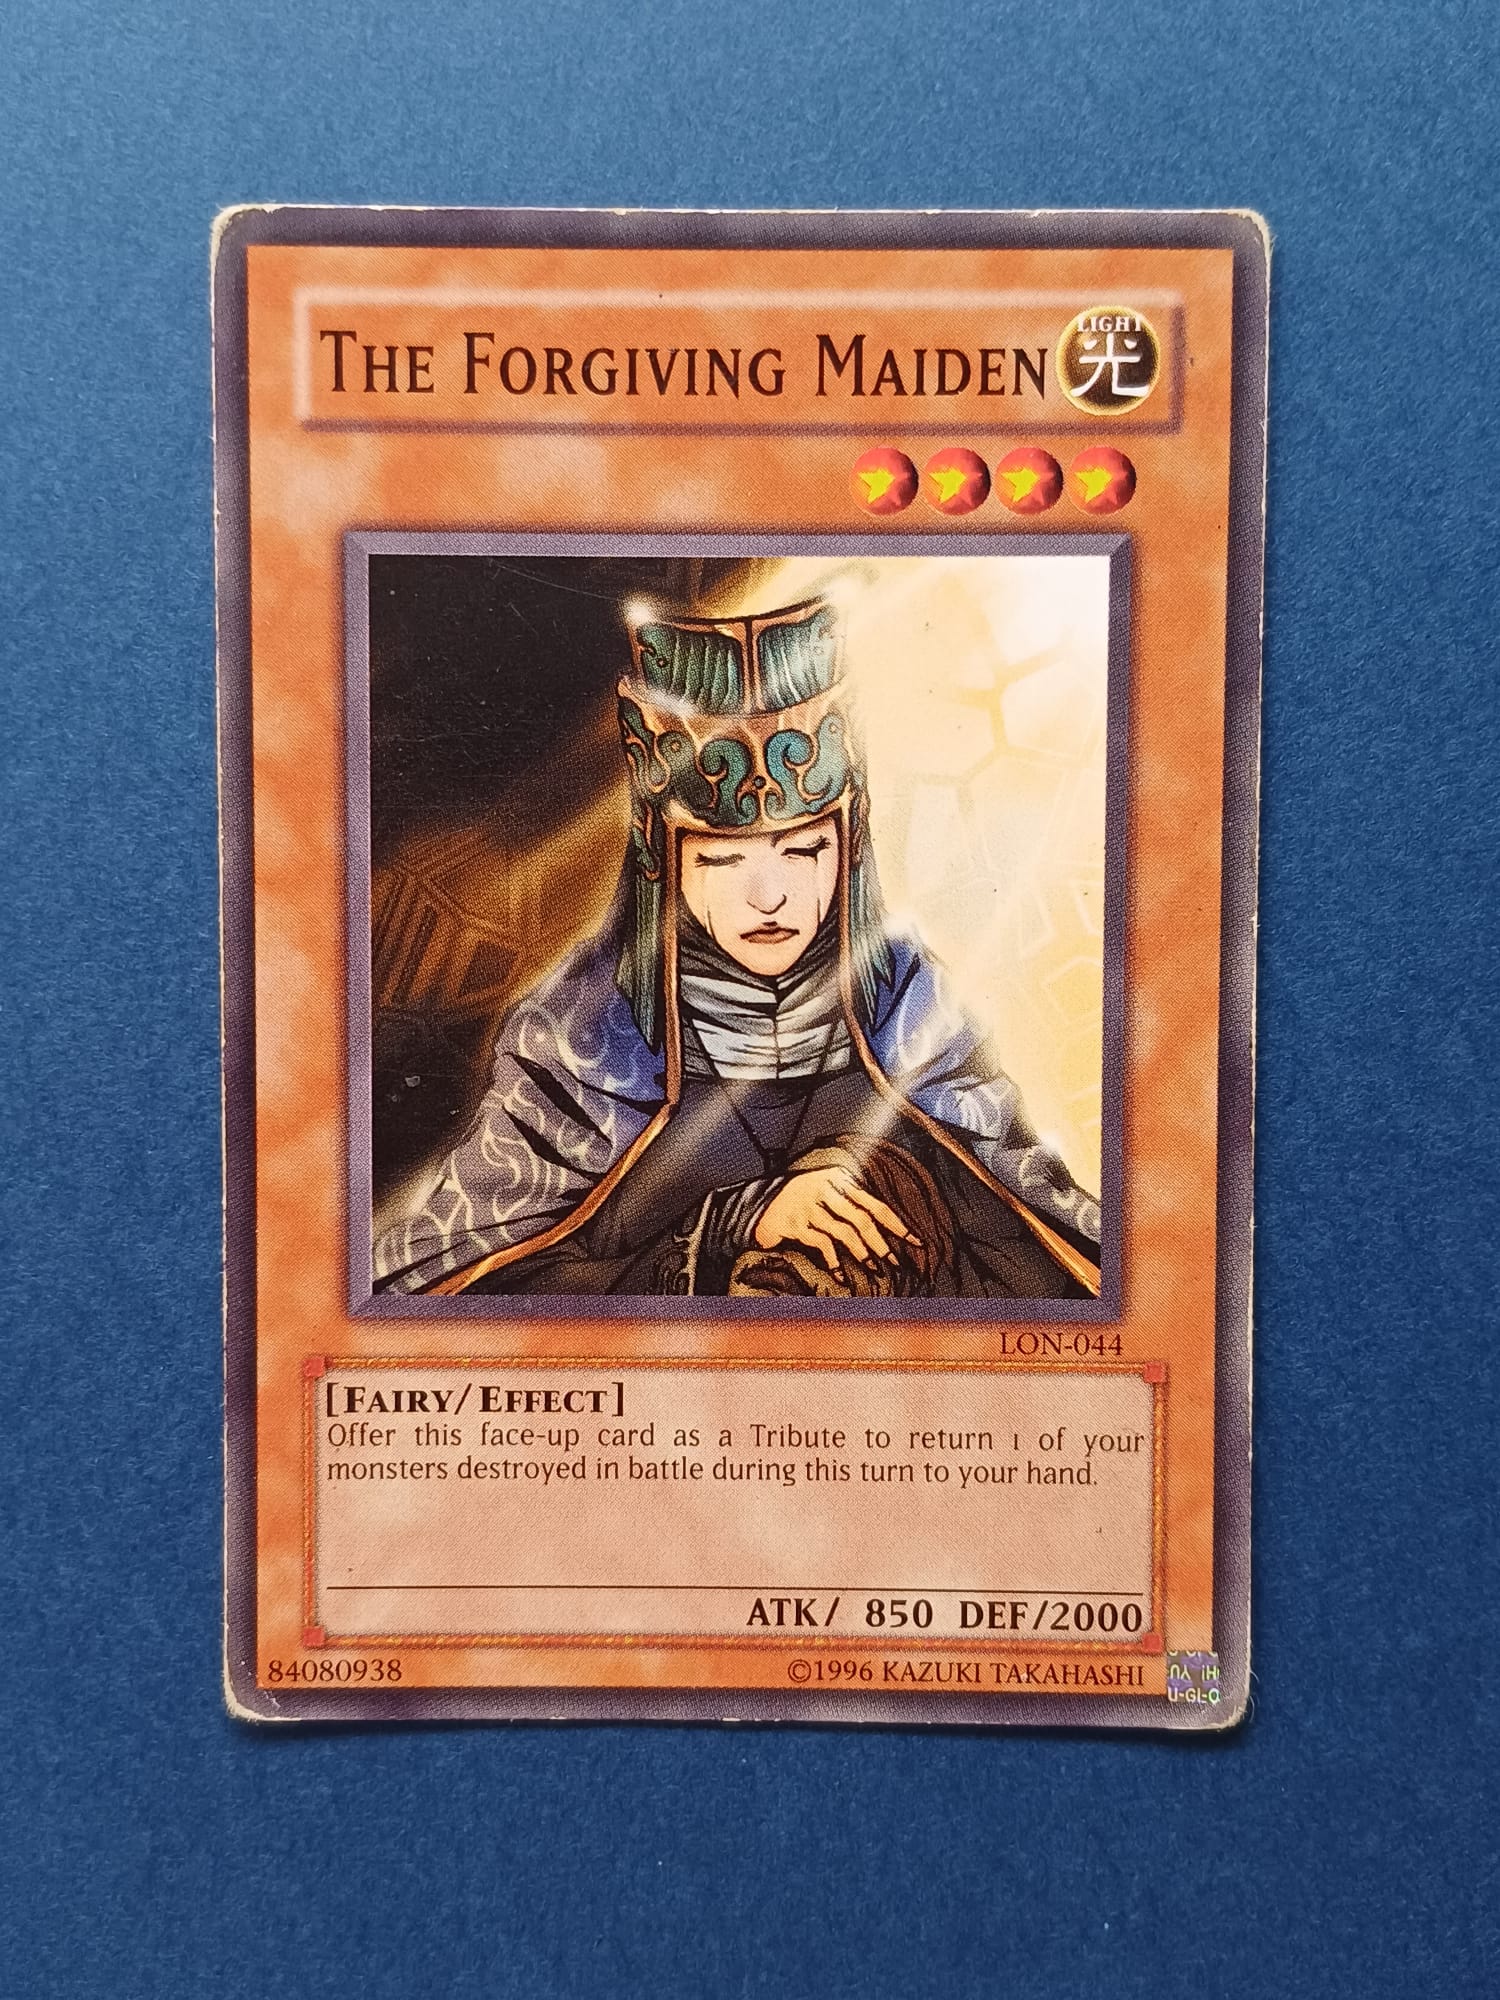 THE FORGIVING MAIDEN
LIGHT
光
LON-044
[FAIRY/EFFECT]
Offer this face-up card as a Tribute to return 1 of your
monsters destroyed in battle during this turn to your hand.
ATK/ 850 DEF/2000
84080938
©1996 KAZUKI TAKAHASHI
U-GI-O